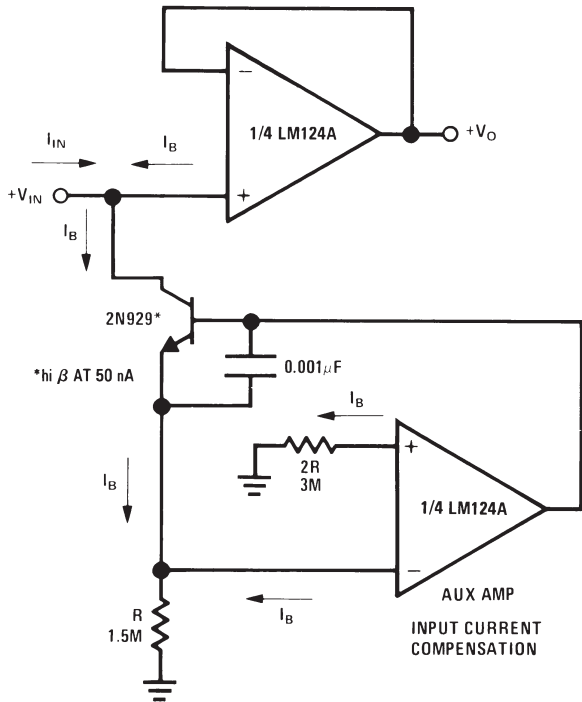 −
1/4 LM124A
+
+VO
IIN
IB
+VIN
IB
2N929*
*hi β AT 50 nA
0.001μF
IB
2R
3M
+
1/4 LM124A
−
IB
IB
R
1.5M
AUX AMP
INPUT CURRENT
COMPENSATION